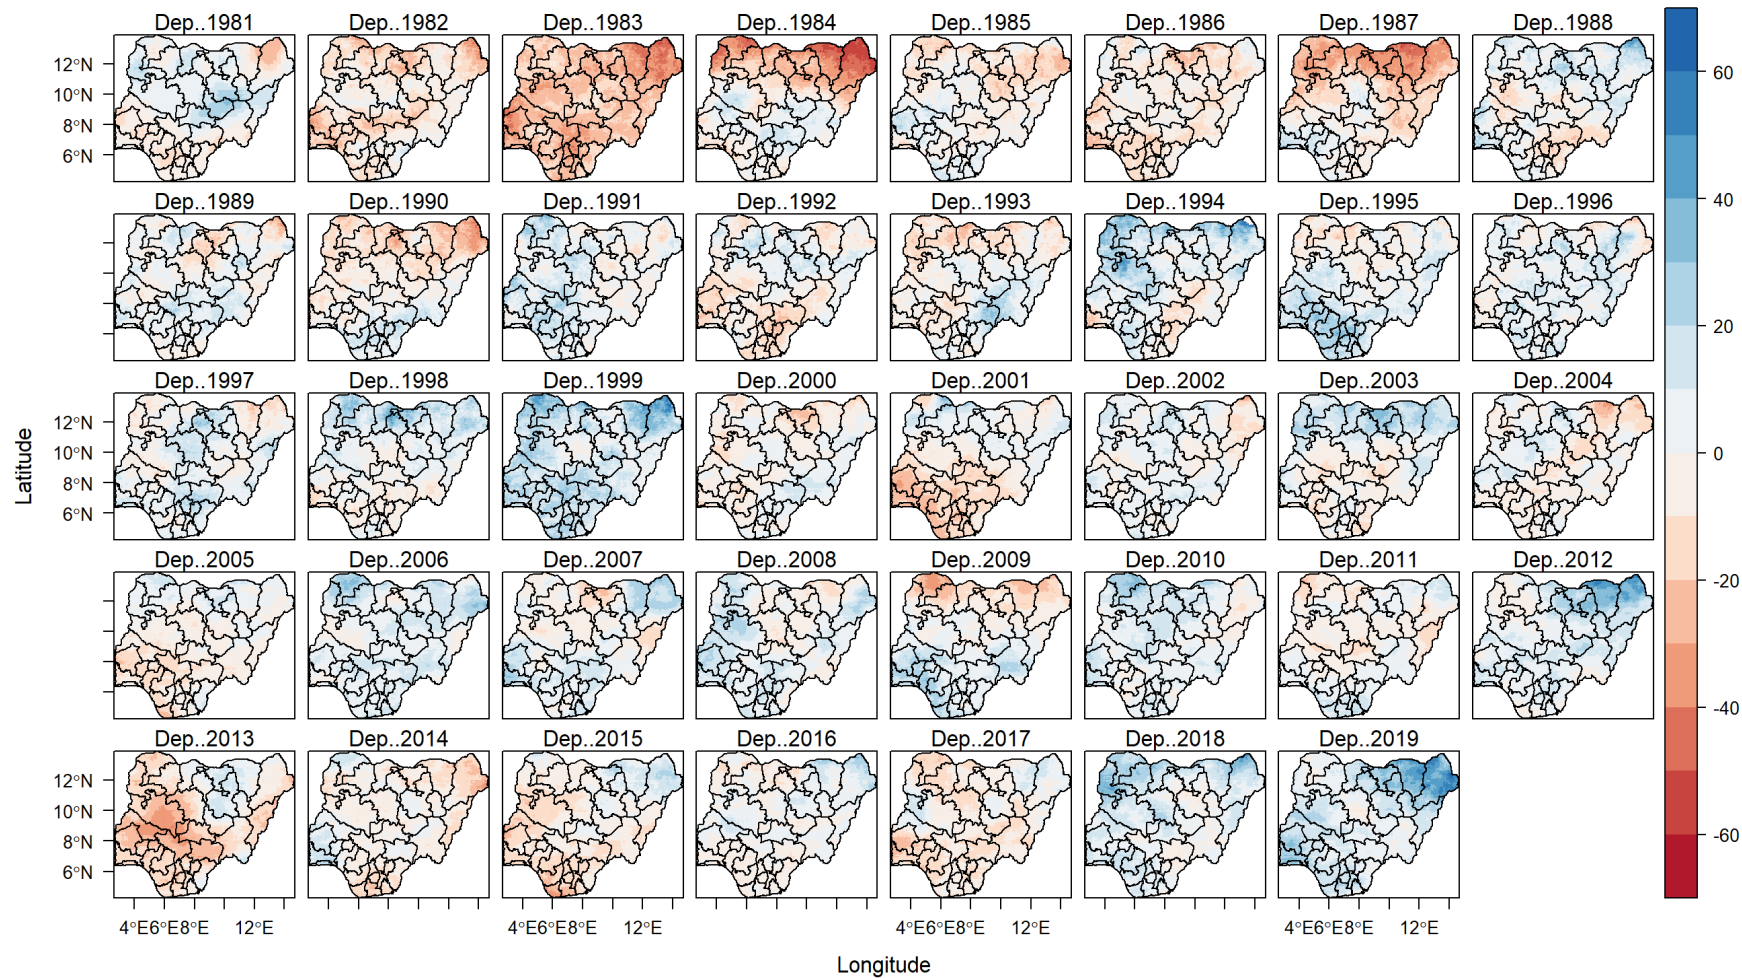 Dep..1981 Dep..1982 Dep..1983 Dep..1984 Dep..1985 Dep..1986 Dep..1987 Dep..1988
12°N
10°N
8°N
6°N
Dep..1989 Dep..1990 Dep..1991 Dep..1992 Dep..1993 Dep..1994 Dep..1995 Dep..1996
Dep..1997 Dep..1998 Dep..1999 Dep..2000 Dep..2001 Dep..2002 Dep..2003 Dep..2004
12°N
10°N
8°N
6°N
Dep..2005 Dep..2006 Dep..2007 Dep..2008 Dep..2009 Dep..2010 Dep..2011 Dep..2012
Dep..2013 Dep..2014 Dep..2015 Dep..2016 Dep..2017 Dep..2018 Dep..2019
12°N
10°N
8°N
6°N
4°E6°E8°E 12°E 4°E6°E8°E 12°E 4°E6°E8°E 12°E
Longitude
Latitude
60
40
20
0
-20
-40
-60